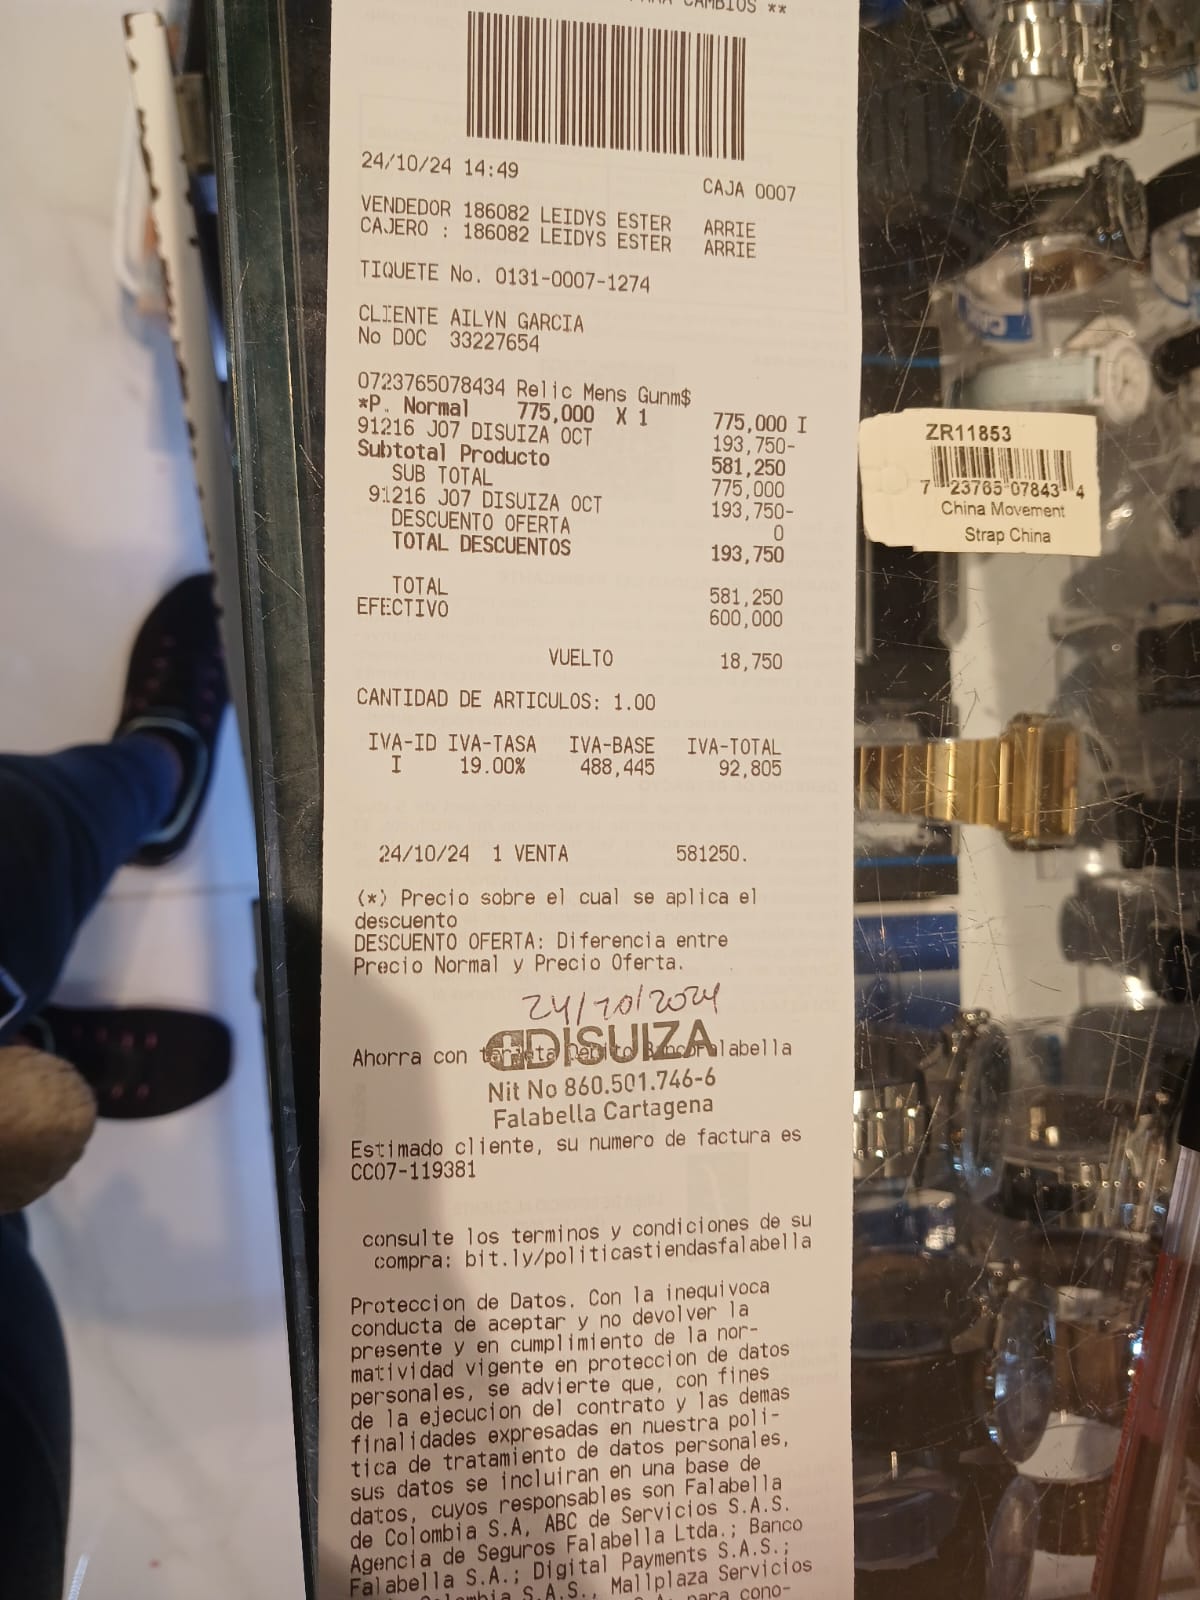 CAMBIOS **
24/10/24 14:49 CAJA 0007
VENDEDOR 186082 LEIDYS ESTER ARRIE
CAJERO : 186082 LEIDYS ESTER ARRIE
TIQUETE No. 0131-0007-1274
CLIENTE AILYN GARCIA
No DOC 33227654
0723765078434 Relic Mens Gunm$
*P. Normal 775,000 X 1 775,000 I
91216 J07 DISUIZA OCT 193,750-
Subtotal Producto 581,250
SUB TOTAL 775,000
91216 J07 DISUIZA OCT 193,750-
DESCUENTO OFERTA 0
TOTAL DESCUENTOS 193,750
TOTAL 581,250
EFECTIVO 600,000
VUELTO 18,750
CANTIDAD DE ARTICULOS: 1.00
IVA-ID IVA-TASA IVA-BASE IVA-TOTAL
I 19.00% 488,445 92,805
24/10/24 1 VENTA 581250.
(*) Precio sobre el cual se aplica el
descuento
DESCUENTO OFERTA: Diferencia entre
Precio Normal y Precio Oferta.
24/10/2024
DISUIZA
Ahorra con tarjeta Debito BancoFalabella
Nit No 860.501.746-6
Falabella Cartagena
Estimado cliente, su numero de factura es
CC07-119381
consulte los terminos y condiciones de su
compra: bit.ly/politicastiendasfalabella
Proteccion de Datos. Con la inequivoca
conducta de aceptar y no devolver la
presente y en cumplimiento de la nor-
matividad vigente en proteccion de datos
personales, se advierte que, con fines
de la ejecucion del contrato y las demas
finalidades expresadas en nuestra poli-
tica de tratamiento de datos personales,
sus datos se incluiran en una base de
datos, cuyos responsables son Falabella
de Colombia S.A, ABC de Servicios S.A.S.
Agencia de Seguros Falabella Ltda.; Banco
Falabella S.A.; Digital Payments S.A.S.;
S.A.S., Mallplaza Servicios
para cono-
ZR11853
7 23765 07843 4
China Movement
Strap China